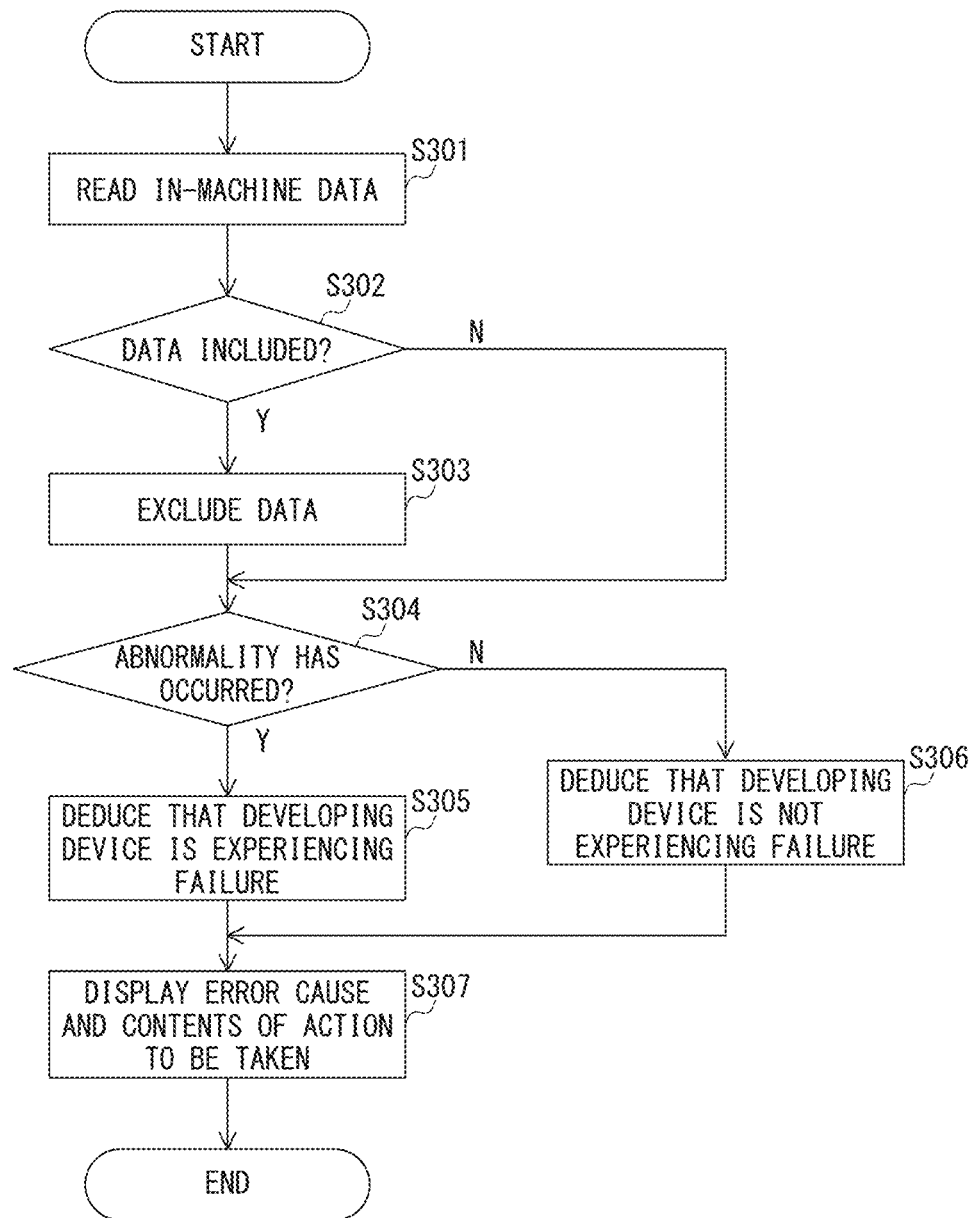 START
S301
READ IN-MACHINE DATA
S302
DATA INCLUDED?
N
Y
S303
EXCLUDE DATA
S304
ABNORMALITY HAS
OCCURRED?
N
Y
S305
DEDUCE THAT DEVELOPING
DEVICE IS EXPERIENCING
FAILURE
S306
DEDUCE THAT DEVELOPING
DEVICE IS NOT
EXPERIENCING FAILURE
S307
DISPLAY ERROR CAUSE
AND CONTENTS OF ACTION
TO BE TAKEN
END